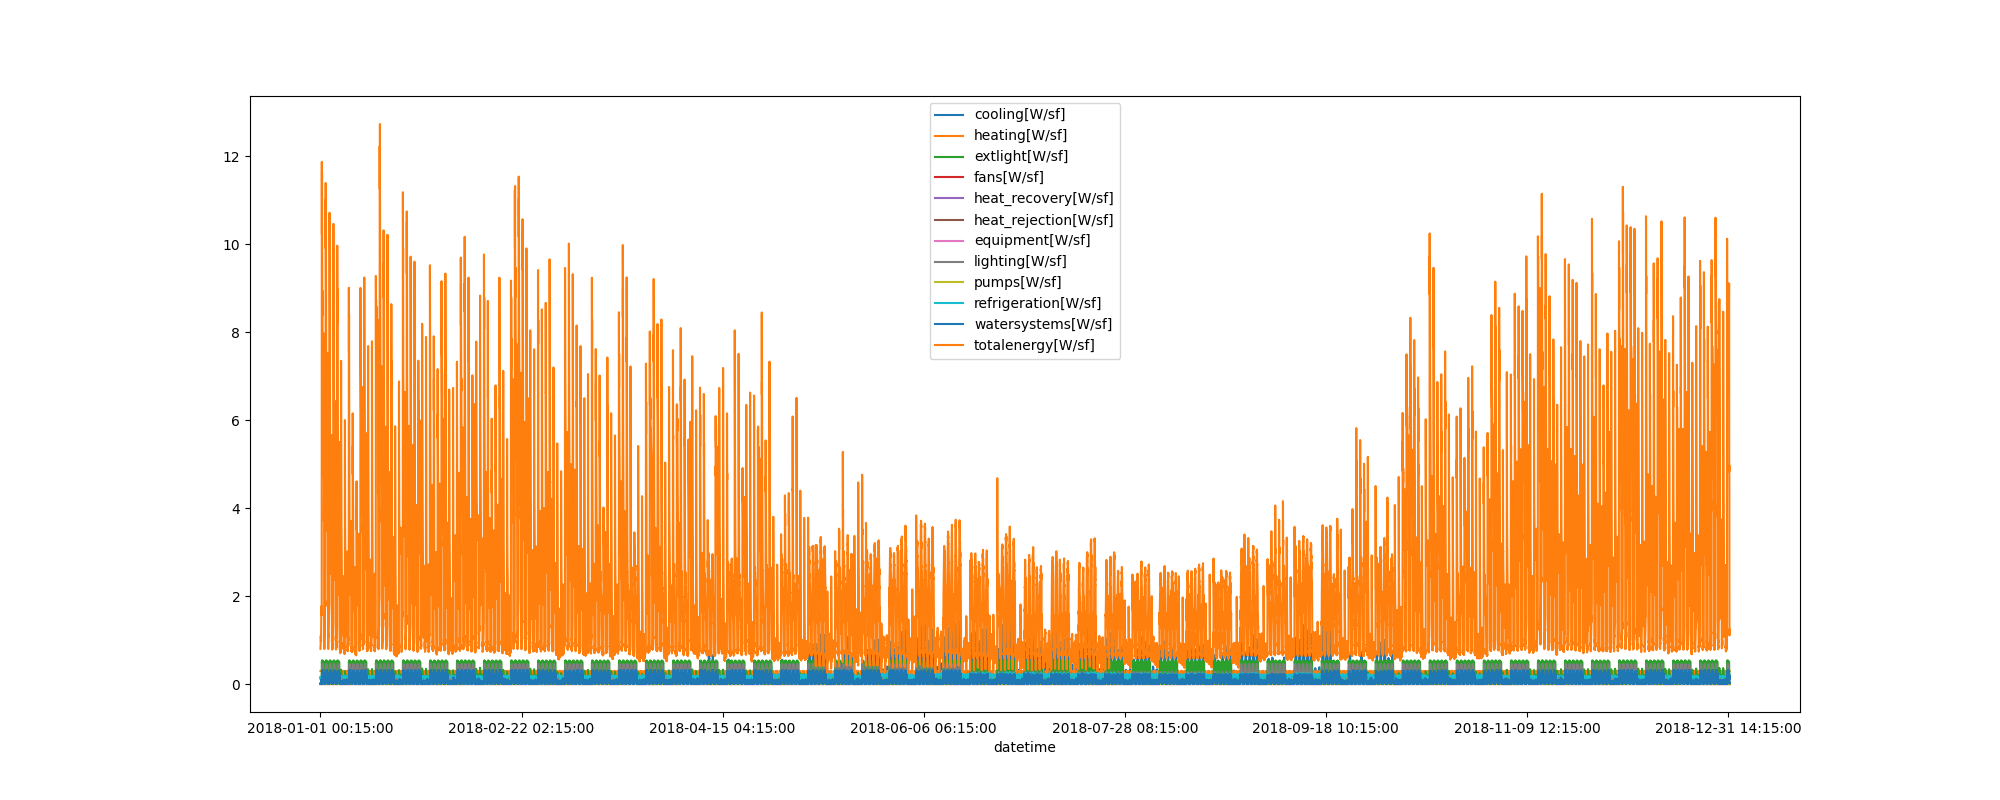 cooling[W/sf]
heating[W/sf]
extlight[W/sf]
fans[W/sf]
heat_recovery[W/sf]
heat_rejection[W/sf]
equipment[W/sf]
lighting[W/sf]
pumps[W/sf]
refrigeration[W/sf]
watersystems[W/sf]
totalenergy[W/sf]
12
10
8
6
4
2
0
2018-01-01 00:15:00 2018-02-22 02:15:00 2018-04-15 04:15:00 2018-06-06 06:15:00 2018-07-28 08:15:00 2018-09-18 10:15:00 2018-11-09 12:15:00 2018-12-31 14:15:00
datetime